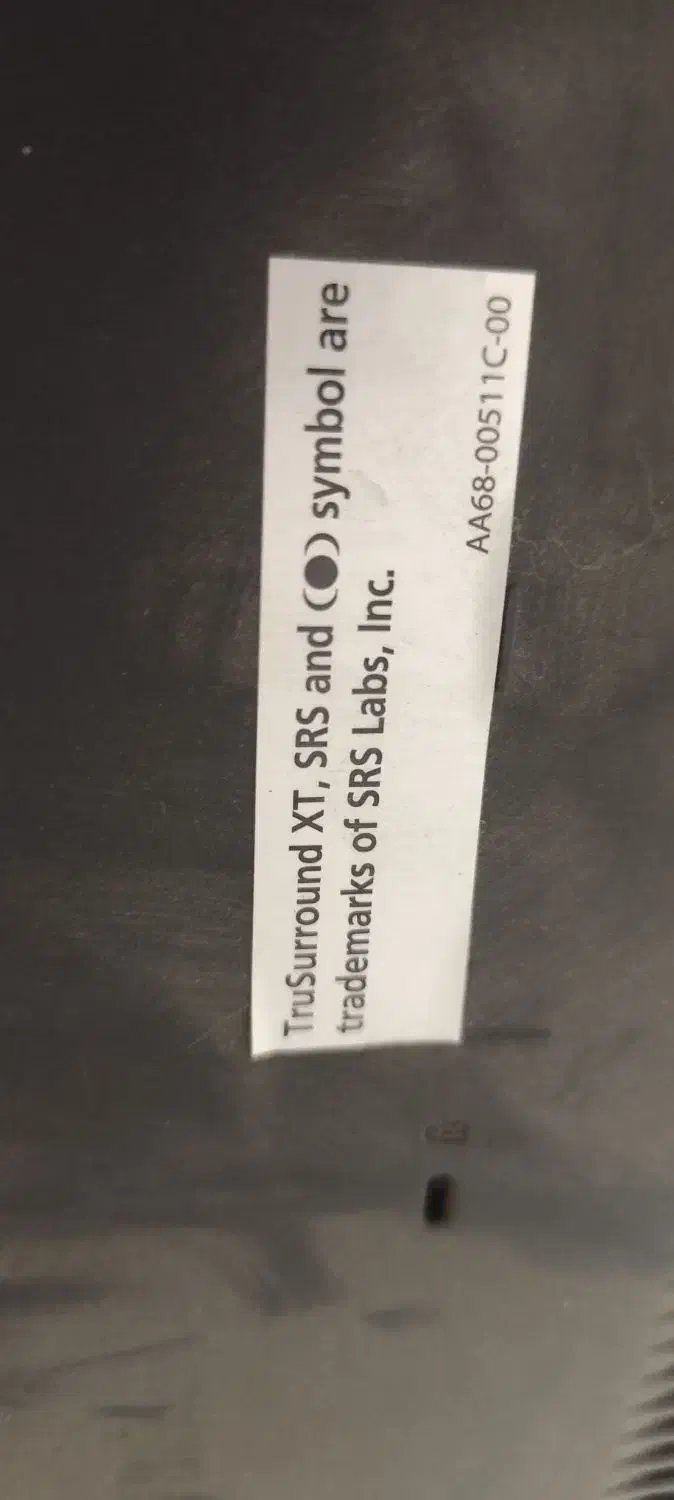 TruSurround XT, SRS and (●) symbol are
trademarks of SRS Labs, Inc.
AA68-00511C-00